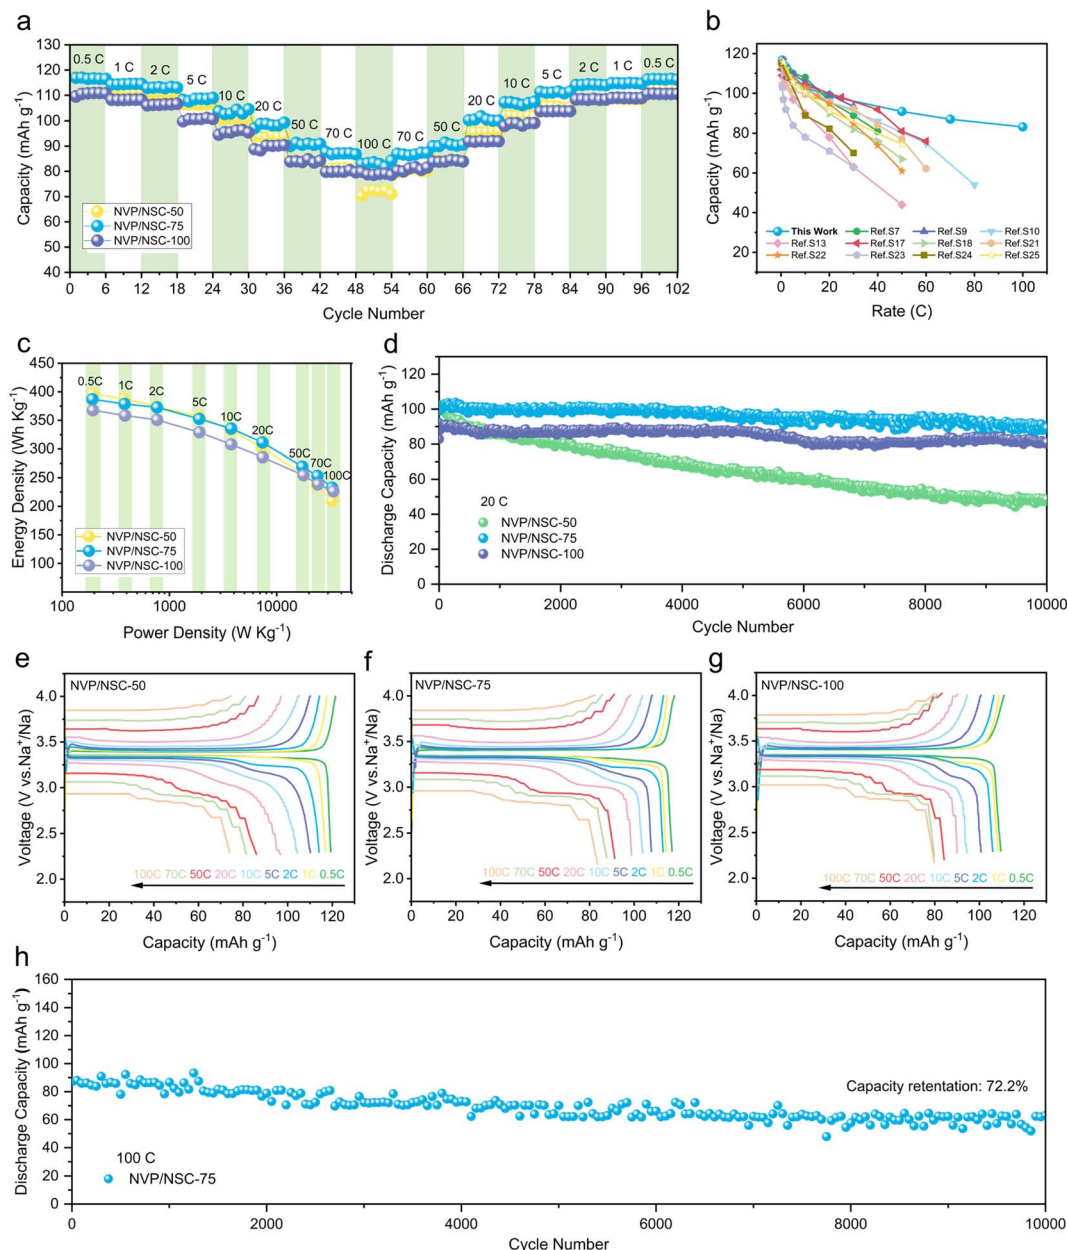 a
130
120
110
100
90
80
70
60
50
40
Capacity (mAh g⁻¹)
0.5 C
1 C
2 C
5 C
10 C
20 C
50 C
70 C
100 C
70 C
50 C
20 C
10 C
5 C
2 C
1 C
0.5 C
NVP/NSC-50
NVP/NSC-75
NVP/NSC-100
0 6 12 18 24 30 36 42 48 54 60 66 72 78 84 90 96 102
Cycle Number
b
120
100
80
60
40
20
Capacity (mAh g⁻¹)
This Work Ref.S7 Ref.S9 Ref.S10
Ref.S13 Ref.S17 Ref.S18 Ref.S21
Ref.S22 Ref.S23 Ref.S24 Ref.S25
0 20 40 60 80 100
Rate (C)
c
450
400
350
300
250
200
150
100
Energy Density (Wh Kg⁻¹)
0.5C
1C
2C
5C
10C
20C
50C
70C
100C
NVP/NSC-50
NVP/NSC-75
NVP/NSC-100
100 1000 10000
Power Density (W Kg⁻¹)
d
120
100
80
60
40
20
0
Discharge Capacity (mAh g⁻¹)
20 C
NVP/NSC-50
NVP/NSC-75
NVP/NSC-100
0 2000 4000 6000 8000 10000
Cycle Number
e
NVP/NSC-50
4.0
3.5
3.0
2.5
2.0
Voltage (V vs.Na⁺/Na)
100C 70C 50C 20C 10C 5C 2C 1C 0.5C
0 20 40 60 80 100 120
Capacity (mAh g⁻¹)
f
NVP/NSC-75
4.0
3.5
3.0
2.5
2.0
Voltage (V vs.Na⁺/Na)
100C 70C 50C 20C 10C 5C 2C 1C 0.5C
0 20 40 60 80 100 120
Capacity (mAh g⁻¹)
g
NVP/NSC-100
4.0
3.5
3.0
2.5
2.0
Voltage (V vs.Na⁺/Na)
100C 70C 50C 20C 10C 5C 2C 1C 0.5C
0 20 40 60 80 100 120
Capacity (mAh g⁻¹)
h
160
140
120
100
80
60
40
20
0
Discharge Capacity (mAh g⁻¹)
Capacity retention: 72.2%
100 C
NVP/NSC-75
0 2000 4000 6000 8000 10000
Cycle Number